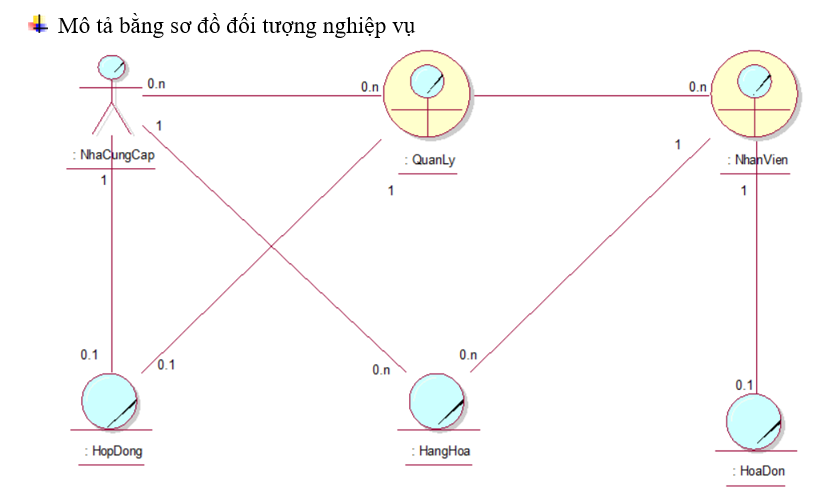 Mô tả bằng sơ đồ đối tượng nghiệp vụ
0.n
0.n
0.n
1
: NhaCungCap
: QuanLy
: NhanVien
1
1
1
1
0.1
0.1
0.n
0.n
0.1
: HopDong
: HangHoa
: HoaDon